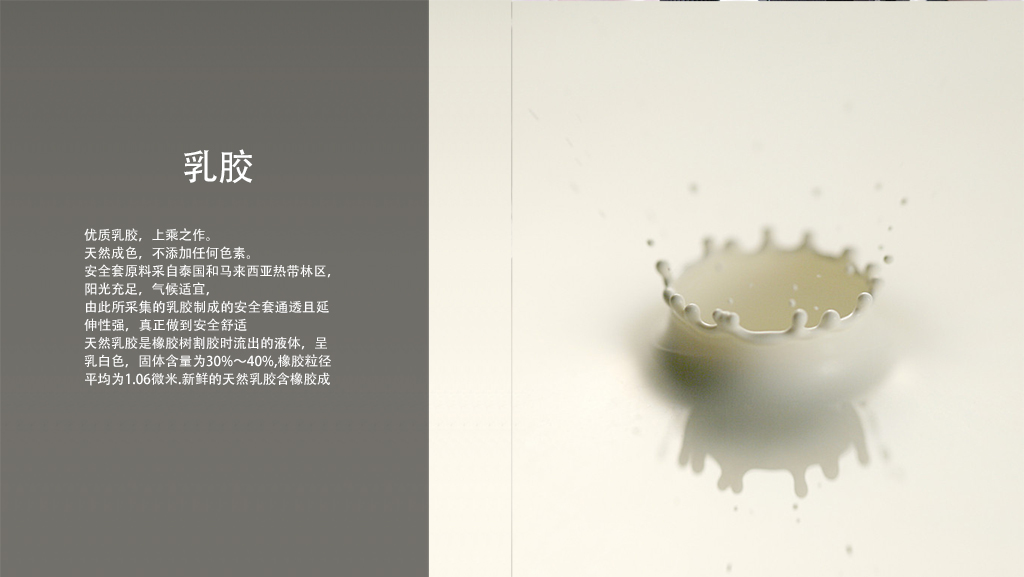 乳胶
优质乳胶，上乘之作。
天然成色，不添加任何色素。
安全套原料采自泰国和马来西亚热带林区,
阳光充足，气候适宜,
由此所采集的乳胶制成的安全套通透且延
伸性强，真正做到安全舒适
天然乳胶是橡胶树割胶时流出的液体，呈
乳白色，固体含量为30%～40%,橡胶粒径
平均为1.06微米.新鲜的天然乳胶含橡胶成